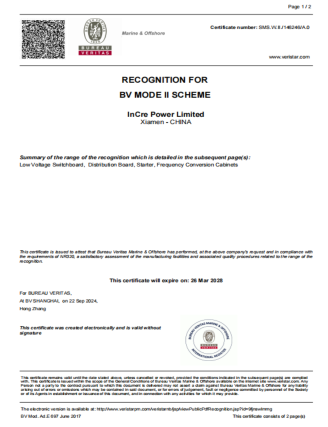 Page 1 / 2
Certificate number: SMS.W.II./146246/A.0
BUREAU
VERITAS
Marine & Offshore
www.veristar.com
RECOGNITION FOR
BV MODE II SCHEME
InCre Power Limited
Xiamen - CHINA
Summary of the range of the recognition which is detailed in the subsequent page(s):
Low Voltage Switchboard, Distribution Board, Starter, Frequency Conversion Cabinets
This certificate is issued to attest that Bureau Veritas Marine & Offshore has performed, at the above company's request and in compliance with
the requirements of NR320, a satisfactory assessment of the manufacturing facilities and associated quality procedures related to the range of the
recognition.
This certificate will expire on: 26 Mar 2028
For BUREAU VERITAS,
At BV SHANGHAI, on 22 Sep 2024,
Hong Zhang
This certificate was created electronically and is valid without
signature
This certificate remains valid until the date stated above, unless cancelled or revoked, provided the conditions indicated in the subsequent page(s) are complied
with. This certificate is issued within the scope of the General Conditions of Bureau Veritas Marine & Offshore available on the internet site www.veristar.com. Any
Person not a party to the contract pursuant to which this document is delivered may not assert a claim against Bureau Veritas Marine & Offshore for any liability
arising out of errors or omissions which may be contained in said document, or for errors of judgement, fault or negligence committed by personnel of the Society
or of its Agents in establishment or issuance of this document, and in connection with any activities for which it may provide.
The electronic version is available at:
BV Mod. Ad.E 897 June 2017
This certificate consists of 2 page(s)